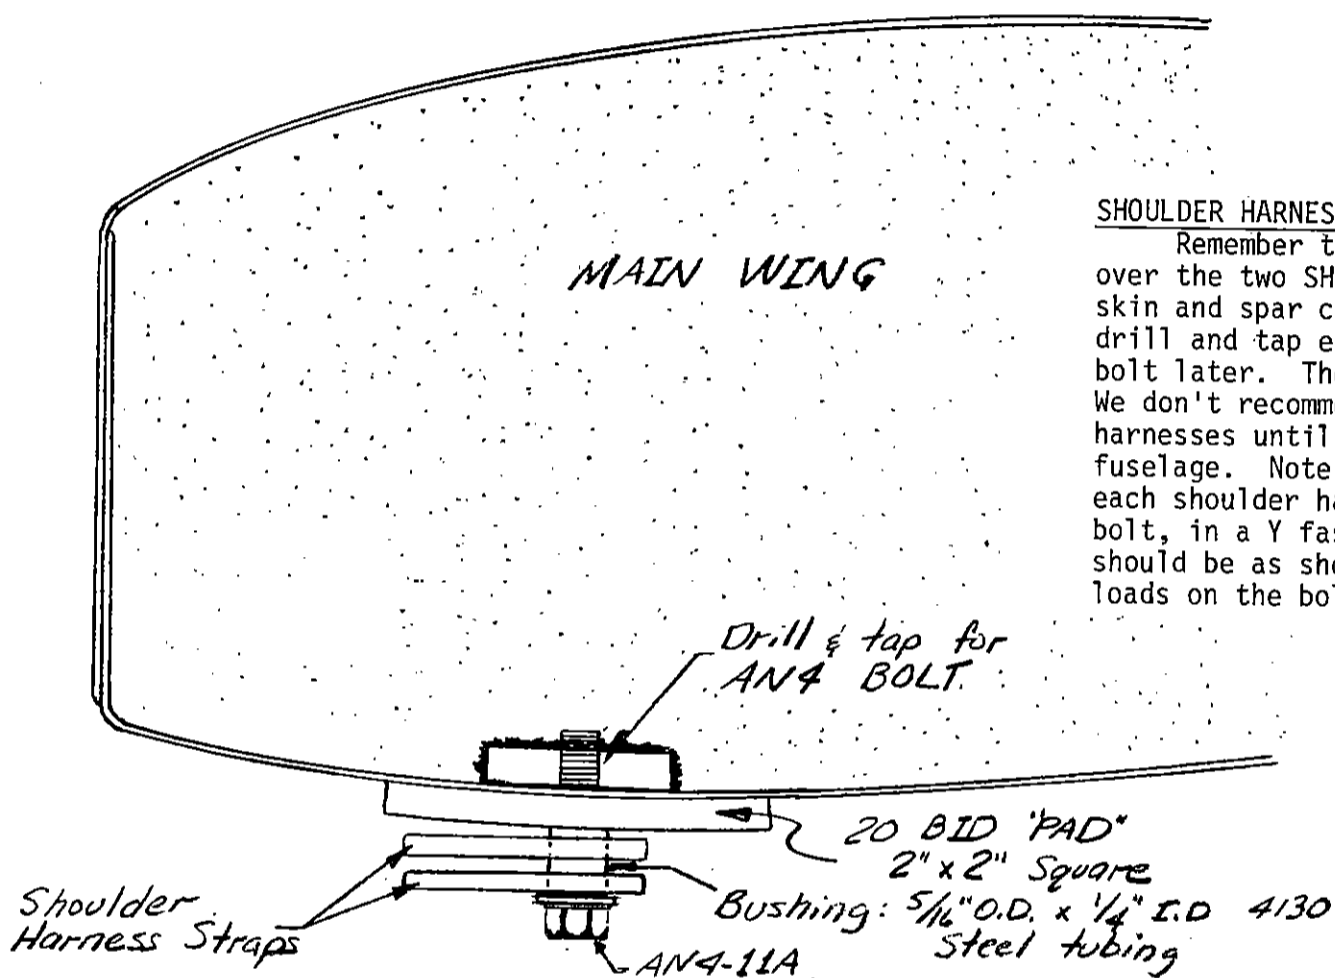 SHOULDER HARNES
Remember t
over the two SH
skin and spar c
drill and tap e
bolt later. Th
We don't recomm
harnesses until
fuselage. Note
each shoulder ha
bolt, in a Y fas
should be as sho
loads on the bol
MAIN WING
Drill & tap for
AN4 BOLT.
20 BID "PAD"
2" x 2" Square
Bushing: 5/16" O.D. x 1/4" I.D 4130
Steel tubing
Shoulder
Harness Straps
AN4-11A